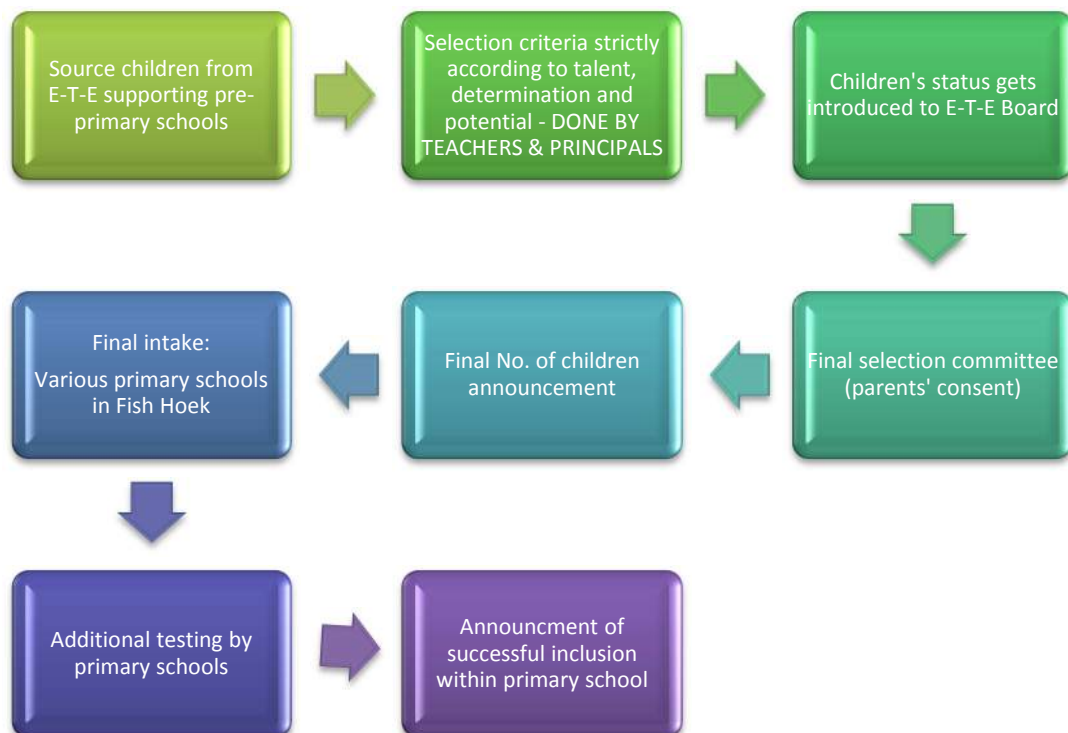 Source children from
E-T-E supporting pre-
primary schools
Selection criteria strictly
according to talent,
determination and
potential - DONE BY
TEACHERS & PRINCIPALS
Children's status gets
introduced to E-T-E Board
Final selection committee
(parents' consent)
Final No. of children
announcement
Final intake:
Various primary schools
in Fish Hoek
Additional testing by
primary schools
Announcment of
successful inclusion
within primary school